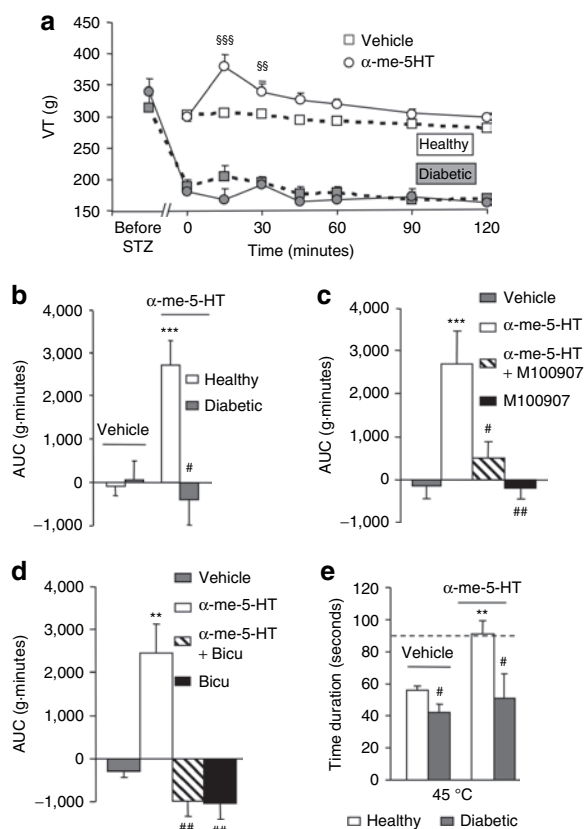 a
§§§
§§
Vehicle
α-me-5HT
VT (g)
450
400
350
300
250
200
150
Healthy
Diabetic
Before STZ
0 15 30 45 60 90 120
Time (minutes)
b
α-me-5-HT
AUC (g·minutes)
4,000
3,000
2,000
1,000
0
−1,000
***
Vehicle
#
Healthy
Diabetic
c
AUC (g·minutes)
4,000
3,000
2,000
1,000
0
−1,000
***
#
##
Vehicle
α-me-5-HT
α-me-5-HT
+ M100907
M100907
d
AUC (g·minutes)
4,000
3,000
2,000
1,000
0
−1,000
**
##
##
Vehicle
α-me-5-HT
α-me-5-HT
+ Bicu
Bicu
e
α-me-5-HT
Time duration (seconds)
120
100
80
60
40
20
0
Vehicle
#
**
#
45 °C
Healthy
Diabetic